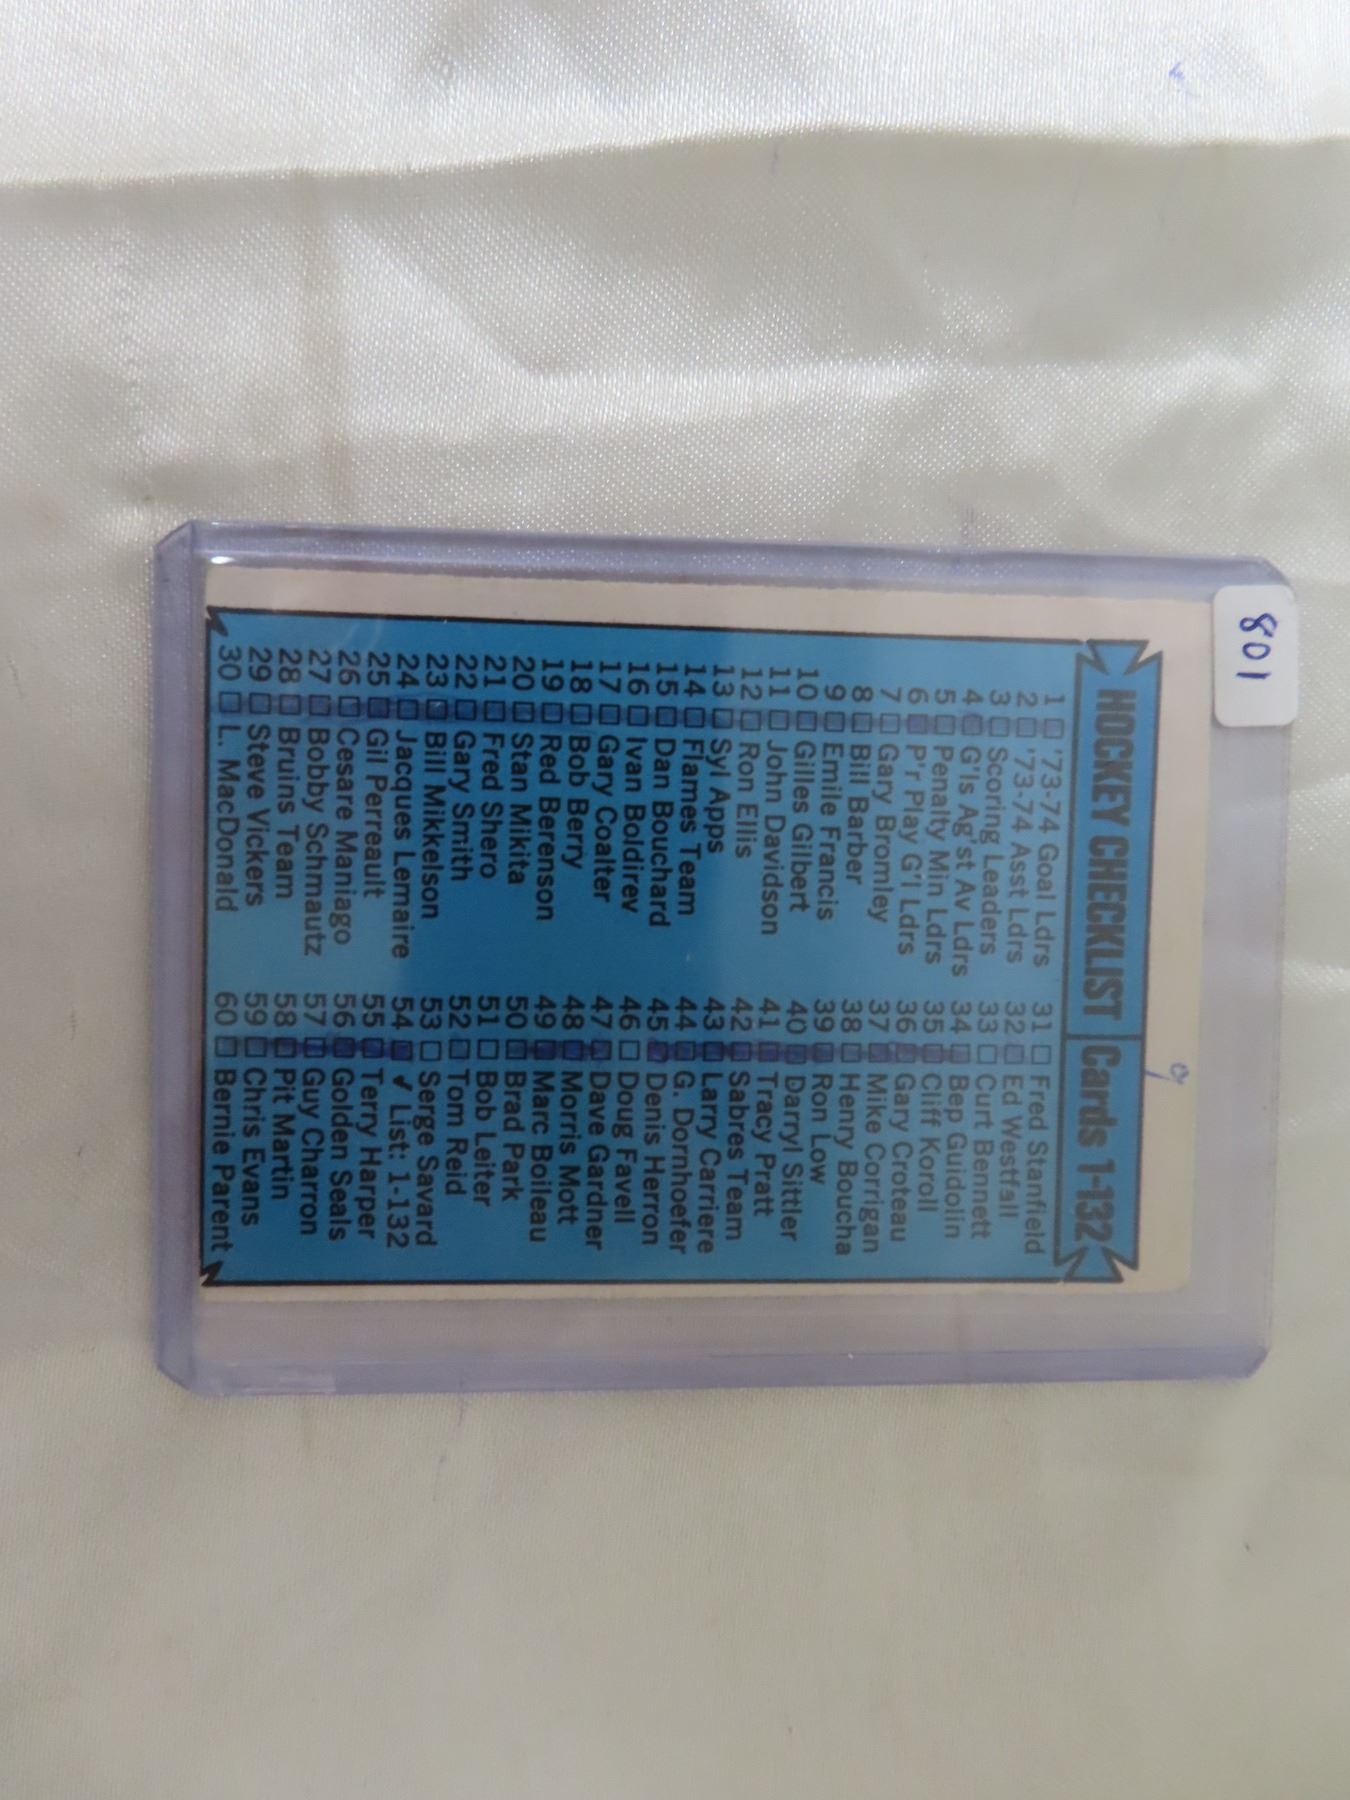 801
HOCKEY CHECKLIST Cards 1-132
1 '73-74 Goal Ldrs
2 '73-74 Asst Ldrs
3 Scoring Leaders
4 G'ls Ag'st Av Ldrs
5 Penalty Min Ldrs
6 P'r Play G'l Ldrs
7 Gary Bromley
8 Bill Barber
9 Emile Francis
10 Gilles Gilbert
11 John Davidson
12 Ron Ellis
13 Syl Apps
14 Flames Team
15 Dan Bouchard
16 Ivan Boldirev
17 Gary Coalter
18 Bob Berry
19 Red Berenson
20 Stan Mikita
21 Fred Shero
22 Gary Smith
23 Bill Mikkelson
24 Jacques Lemaire
25 Gil Perreault
26 Cesare Maniago
27 Bobby Schmautz
28 Bruins Team
29 Steve Vickers
30 L. MacDonald
31 Fred Stanfield
32 Ed Westfall
33 Curt Bennett
34 Bep Guidolin
35 Cliff Koroll
36 Gary Croteau
37 Mike Corrigan
38 Henry Boucha
39 Ron Low
40 Darryl Sittler
41 Tracy Pratt
42 Sabres Team
43 Larry Carriere
44 G. Dornhoefer
45 Denis Herron
46 Doug Favell
47 Dave Gardner
48 Morris Mott
49 Marc Boileau
50 Brad Park
51 Bob Leiter
52 Tom Reid
53 Serge Savard
54 ✓ List: 1-132
55 Terry Harper
56 Golden Seals
57 Guy Charron
58 Pit Martin
59 Chris Evans
60 Bernie Parent